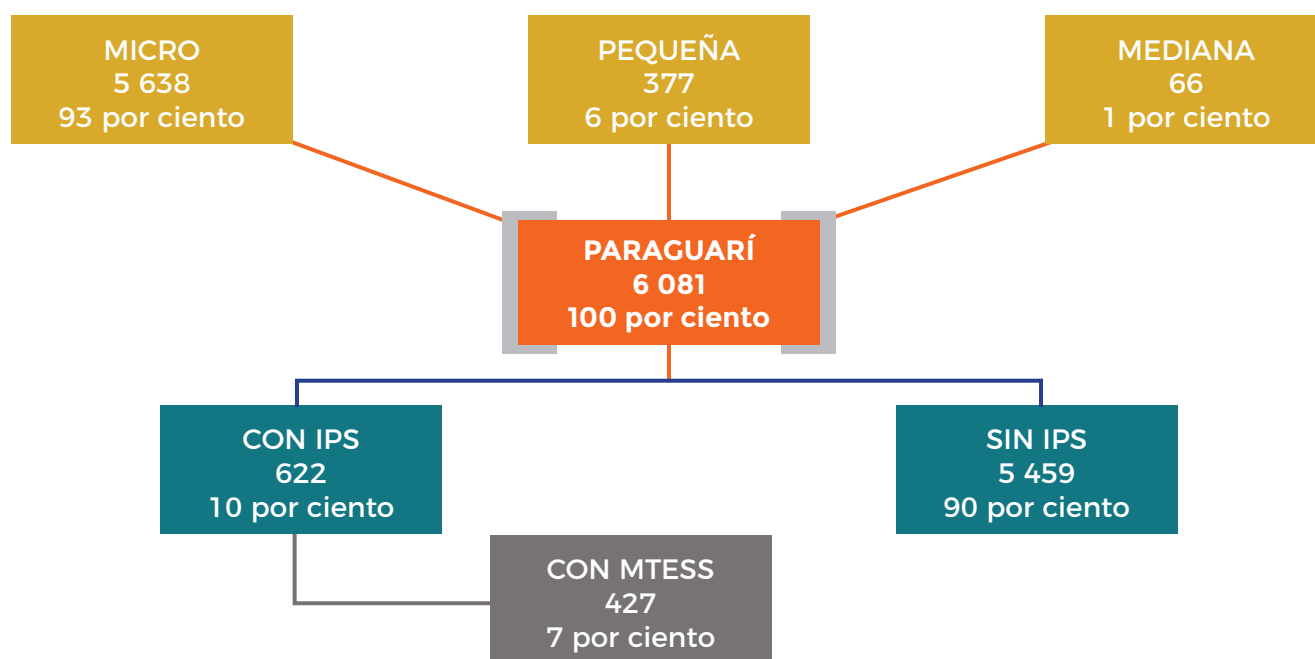 MICRO
5 638
93 por ciento
PEQUEÑA
377
6 por ciento
MEDIANA
66
1 por ciento
PARAGUARÍ
6 081
100 por ciento
CON IPS
622
10 por ciento
SIN IPS
5 459
90 por ciento
CON MTESS
427
7 por ciento